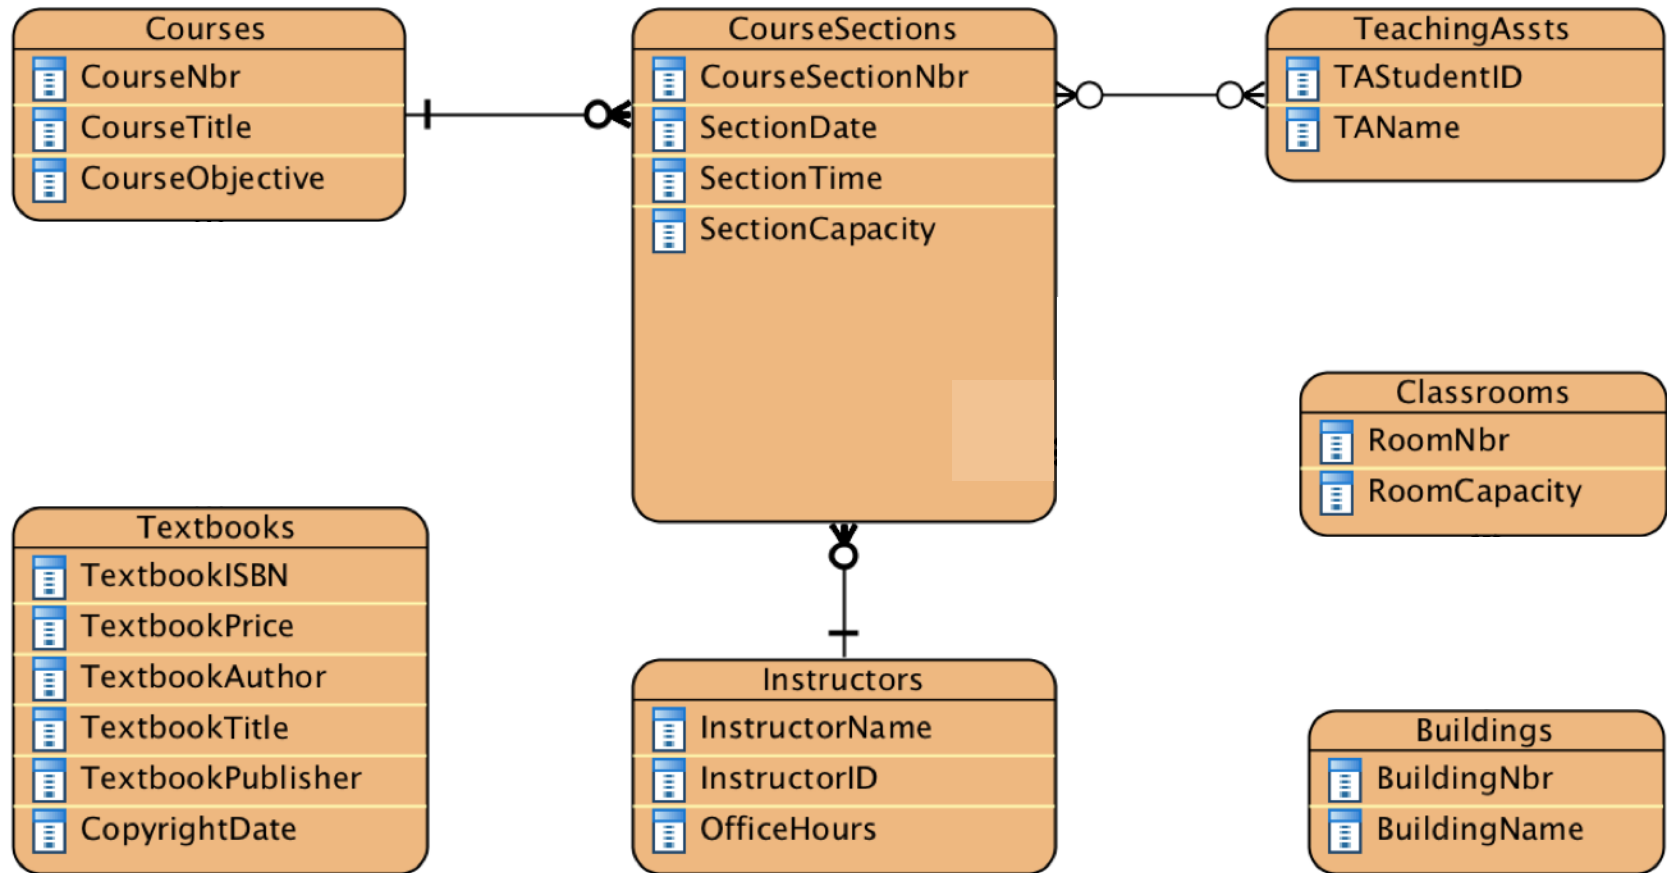 Courses
CourseNbr
CourseTitle
CourseObjective
CourseSections
CourseSectionNbr
SectionDate
SectionTime
SectionCapacity
TeachingAssts
TAStudentID
TAName
Classrooms
RoomNbr
RoomCapacity
Textbooks
TextbookISBN
TextbookPrice
TextbookAuthor
TextbookTitle
TextbookPublisher
CopyrightDate
Instructors
InstructorName
InstructorID
OfficeHours
Buildings
BuildingNbr
BuildingName